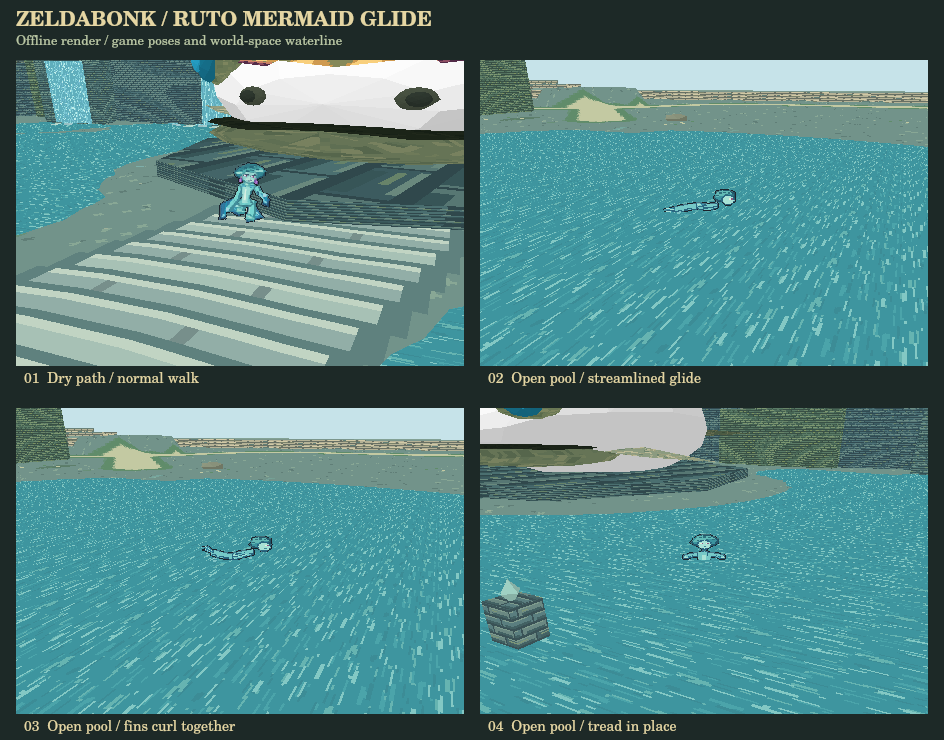 ZELDABONK / RUTO MERMAID GLIDE
Offline render / game poses and world-space waterline
01 Dry path / normal walk
02 Open pool / streamlined glide
03 Open pool / fins curl together
04 Open pool / tread in place